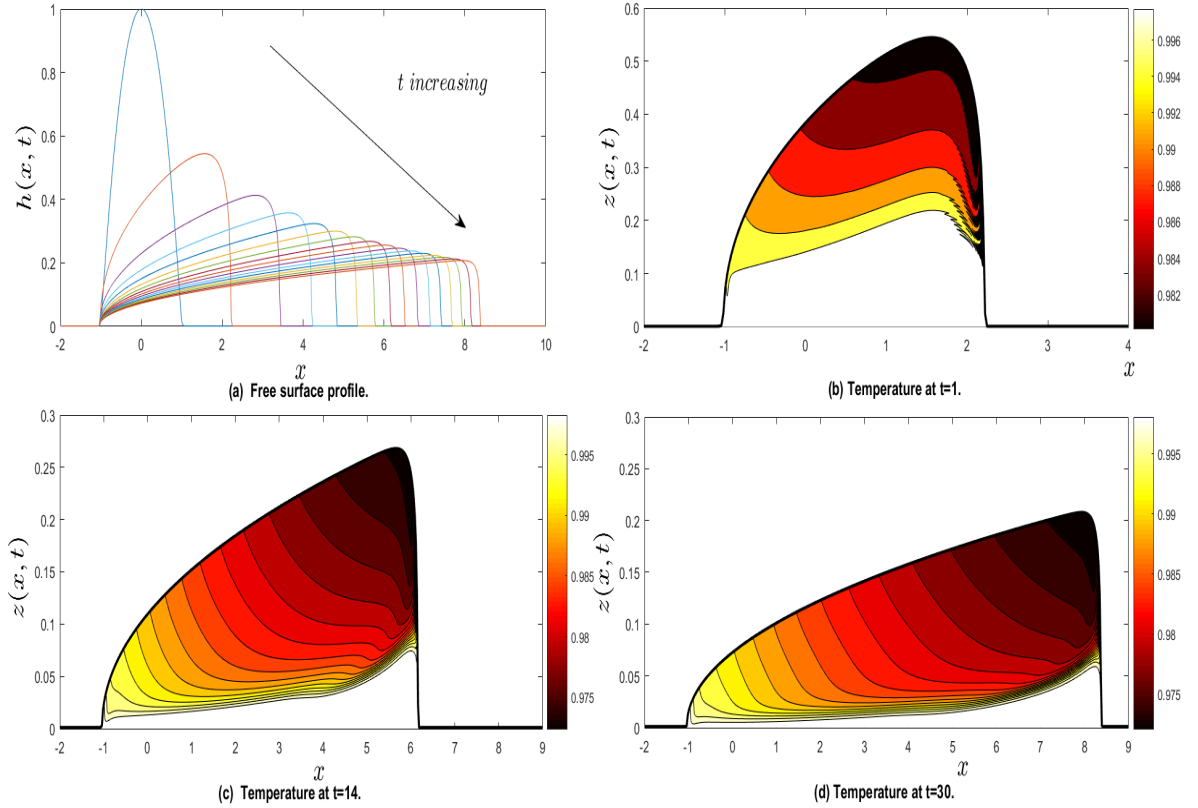 1
0.8
0.6
0.4
0.2
0
h(x, t)
t increasing
-2 0 2 4 6 8 10
x
(a) Free surface profile.
0.6
0.5
0.4
0.3
0.2
0.1
0
z(x, t)
-2 -1 0 1 2 3 4
x
0.996
0.994
0.992
0.99
0.988
0.986
0.984
0.982
(b) Temperature at t=1.
0.3
0.25
0.2
0.15
0.1
0.05
0
z(x, t)
-2 -1 0 1 2 3 4 5 6 7 8 9
x
0.995
0.99
0.985
0.98
0.975
(c) Temperature at t=14.
0.3
0.25
0.2
0.15
0.1
0.05
0
z(x, t)
-2 -1 0 1 2 3 4 5 6 7 8 9
x
0.995
0.99
0.985
0.98
0.975
(d) Temperature at t=30.